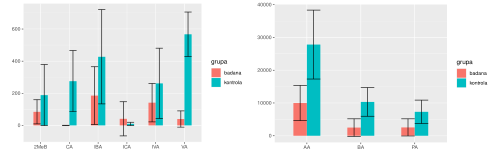 600
400
200
0
2MeB
CA
IBA
ICA
IVA
VA
grupa
badana
kontrola
40000
30000
20000
10000
0
AA
BA
PA
grupa
badana
kontrola